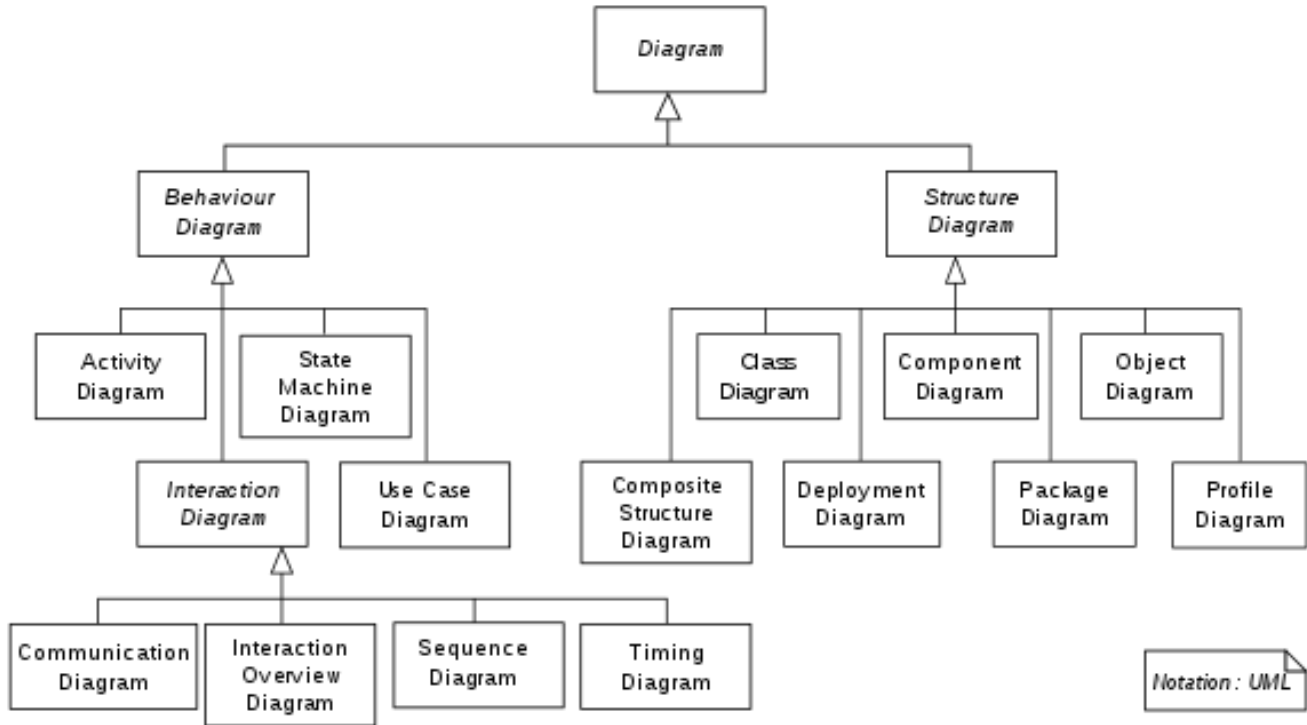 Diagram
Behaviour
Diagram
Structure
Diagram
Activity
Diagram
State
Machine
Diagram
Class
Diagram
Component
Diagram
Object
Diagram
Interaction
Diagram
Use Case
Diagram
Composite
Structure
Diagram
Deployment
Diagram
Package
Diagram
Profile
Diagram
Communication
Diagram
Interaction
Overview
Diagram
Sequence
Diagram
Timing
Diagram
Notation : UML